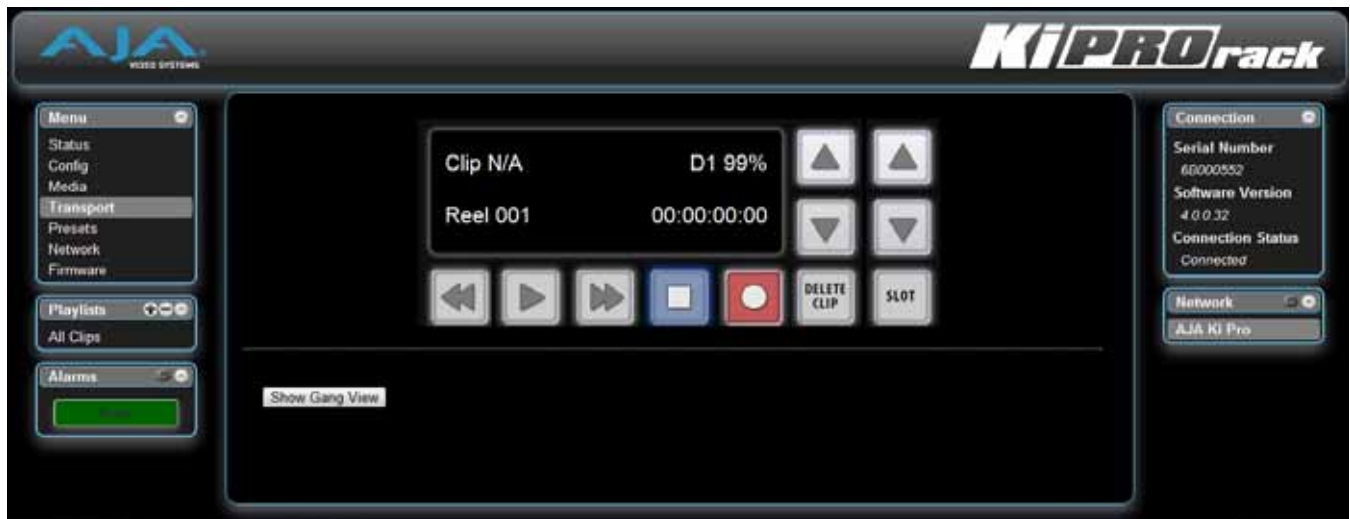 AJA
VIDEO SYSTEMS
KiPROrack
Menu
Status
Config
Media
Transport
Presets
Network
Firmware
Playlists
All Clips
Alarms
Clip N/A D1 99%
Reel 001 00:00:00:00
DELETE
CLIP
SLOT
Show Gang View
Connection
Serial Number
6B000552
Software Version
4.0.0.32
Connection Status
Connected
Network
AJA Ki Pro